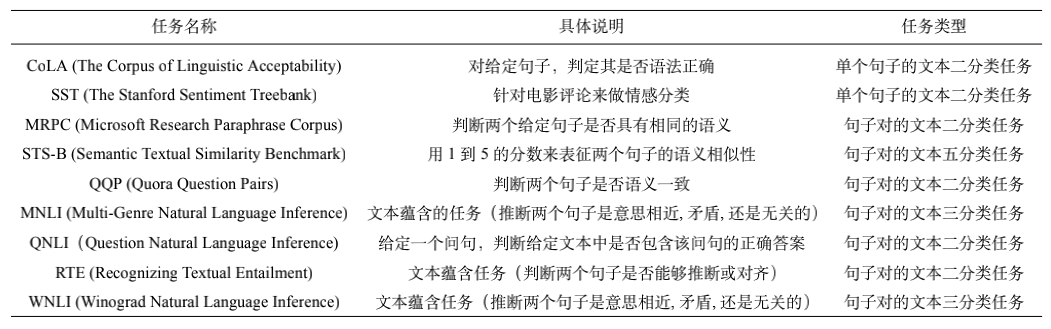 任务名称 具体说明 任务类型
CoLA (The Corpus of Linguistic Acceptability) 对给定句子，判定其是否语法正确 单个句子的文本二分类任务
SST (The Stanford Sentiment Treebank) 针对电影评论来做情感分类 单个句子的文本二分类任务
MRPC (Microsoft Research Paraphrase Corpus) 判断两个给定句子是否具有相同的语义 句子对的文本二分类任务
STS-B (Semantic Textual Similarity Benchmark) 用 1 到 5 的分数来表征两个句子的语义相似性 句子对的文本五分类任务
QQP (Quora Question Pairs) 判断两个句子是否语义一致 句子对的文本二分类任务
MNLI (Multi-Genre Natural Language Inference) 文本蕴含的任务（推断两个句子是意思相近, 矛盾, 还是无关的） 句子对的文本三分类任务
QNLI（Question Natural Language Inference) 给定一个问句，判断给定文本中是否包含该问句的正确答案 句子对的文本二分类任务
RTE (Recognizing Textual Entailment) 文本蕴含任务（判断两个句子是否能够推断或对齐） 句子对的文本二分类任务
WNLI (Winograd Natural Language Inference) 文本蕴含任务（推断两个句子是意思相近, 矛盾, 还是无关的） 句子对的文本三分类任务